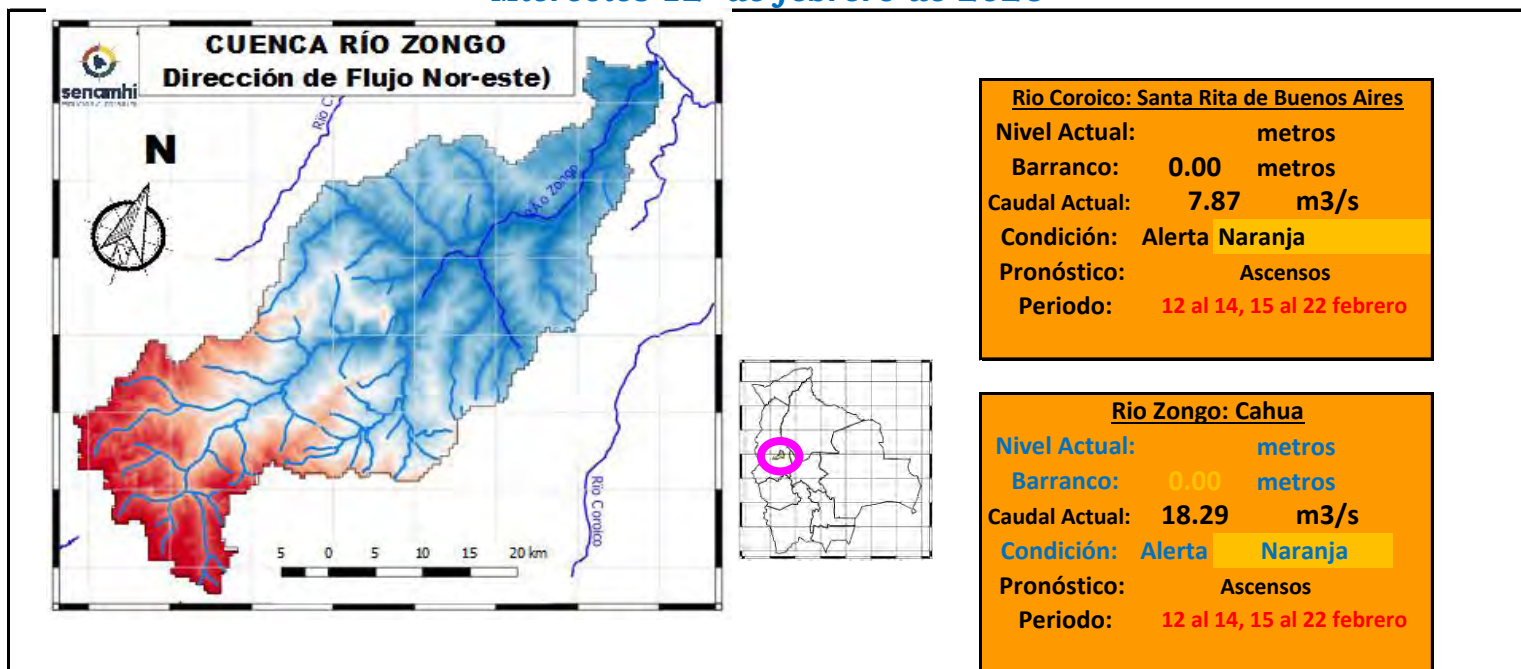 CUENCA RÍO ZONGO
Dirección de Flujo Nor-este)
senamhi
N
Río C
Río Zongo
Río Coroico
5 0 5 10 15 20 km
Rio Coroico: Santa Rita de Buenos Aires
Nivel Actual: metros
Barranco: 0.00 metros
Caudal Actual: 7.87 m3/s
Condición: Alerta Naranja
Pronóstico: Ascensos
Periodo: 12 al 14, 15 al 22 febrero
Rio Zongo: Cahua
Nivel Actual: metros
Barranco: 0.00 metros
Caudal Actual: 18.29 m3/s
Condición: Alerta Naranja
Pronóstico: Ascensos
Periodo: 12 al 14, 15 al 22 febrero